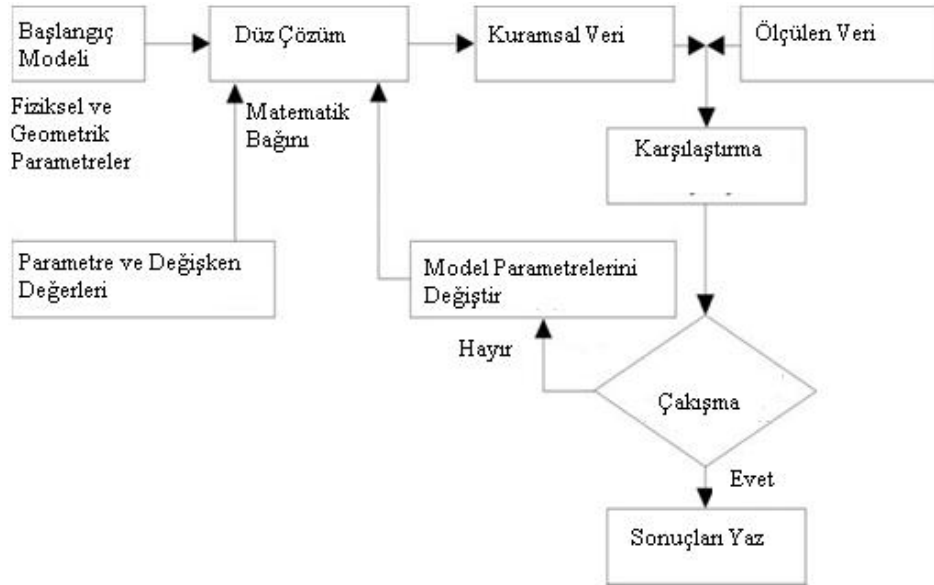 Başlangıç
Modeli
Düz Çözüm
Kuramsal Veri
Ölçülen Veri
Fiziksel ve
Geometrik
Parametreler
Matematik
Bağını
Karşılaştırma
Parametre ve Değişken
Değerleri
Model Parametrelerini
Değiştir
Hayır
Çakışma
Evet
Sonuçları Yaz